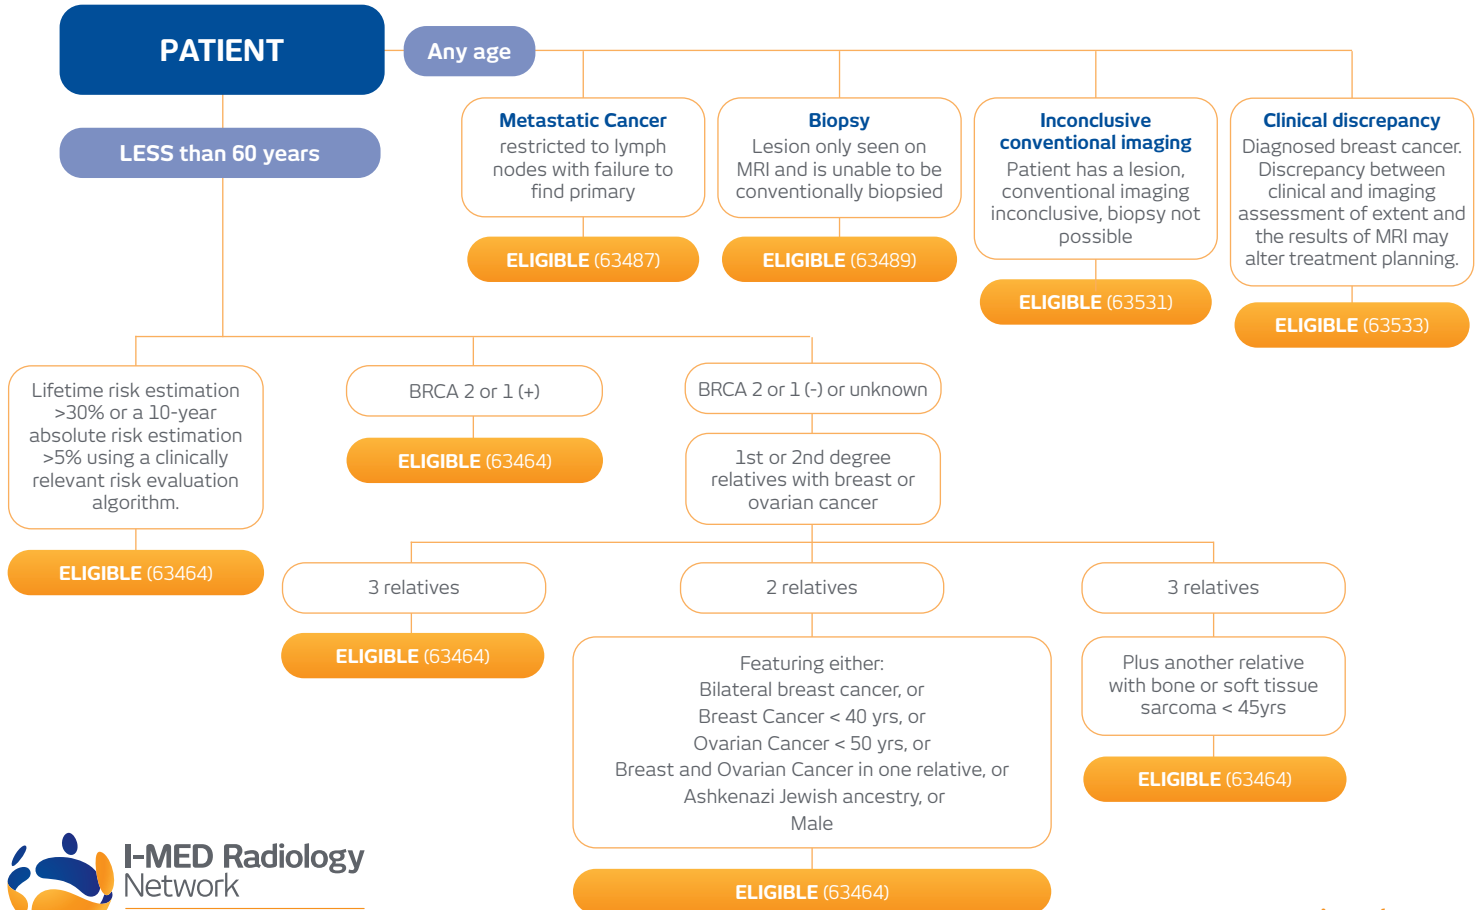 PATIENT
Any age
LESS than 60 years
Metastatic Cancer
restricted to lymph
nodes with failure to
find primary
ELIGIBLE (63487)
Biopsy
Lesion only seen on
MRI and is unable to be
conventionally biopsied
ELIGIBLE (63489)
Inconclusive
conventional imaging
Patient has a lesion,
conventional imaging
inconclusive, biopsy not
possible
ELIGIBLE (63531)
Clinical discrepancy
Diagnosed breast cancer.
Discrepancy between
clinical and imaging
assessment of extent and
the results of MRI may
alter treatment planning.
ELIGIBLE (63533)
Lifetime risk estimation
>30% or a 10-year
absolute risk estimation
>5% using a clinically
relevant risk evaluation
algorithm.
ELIGIBLE (63464)
BRCA 2 or 1 (+)
ELIGIBLE (63464)
BRCA 2 or 1 (-) or unknown
1st or 2nd degree
relatives with breast or
ovarian cancer
3 relatives
ELIGIBLE (63464)
2 relatives
Featuring either:
Bilateral breast cancer, or
Breast Cancer < 40 yrs, or
Ovarian Cancer < 50 yrs, or
Breast and Ovarian Cancer in one relative, or
Ashkenazi Jewish ancestry, or
Male
ELIGIBLE (63464)
3 relatives
Plus another relative
with bone or soft tissue
sarcoma < 45yrs
ELIGIBLE (63464)
I-MED Radiology
Network